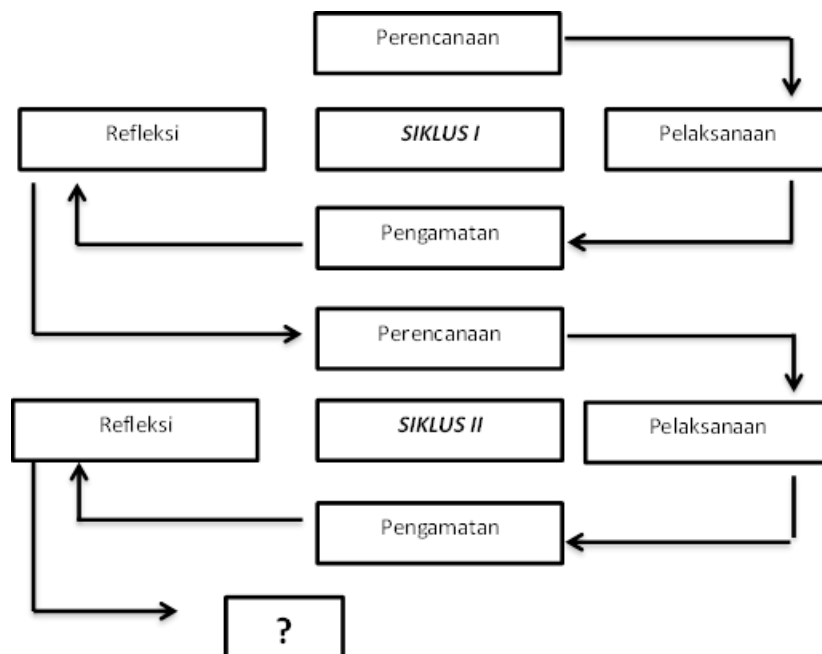 Perencanaan
Refleksi
SIKLUS I
Pelaksanaan
Pengamatan
Perencanaan
Refleksi
SIKLUS II
Pelaksanaan
Pengamatan
?